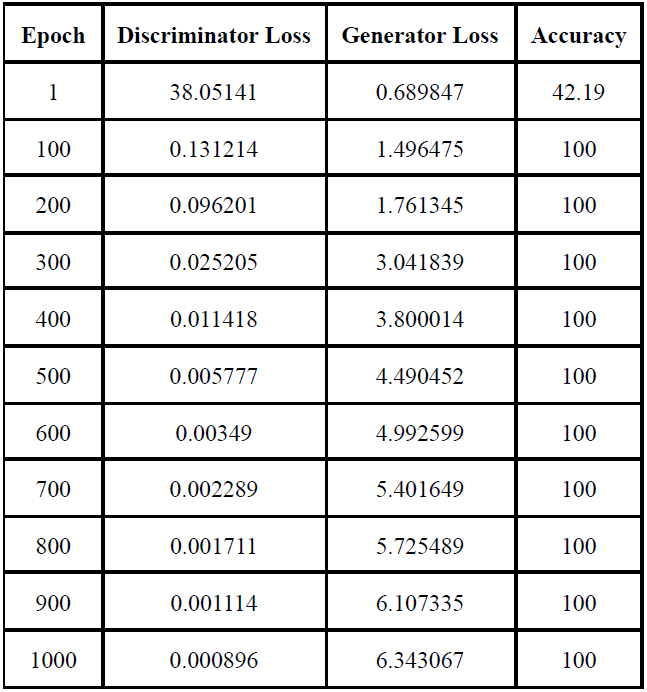 Epoch Discriminator Loss Generator Loss Accuracy
1 38.05141 0.689847 42.19
100 0.131214 1.496475 100
200 0.096201 1.761345 100
300 0.025205 3.041839 100
400 0.011418 3.800014 100
500 0.005777 4.490452 100
600 0.00349 4.992599 100
700 0.002289 5.401649 100
800 0.001711 5.725489 100
900 0.001114 6.107335 100
1000 0.000896 6.343067 100